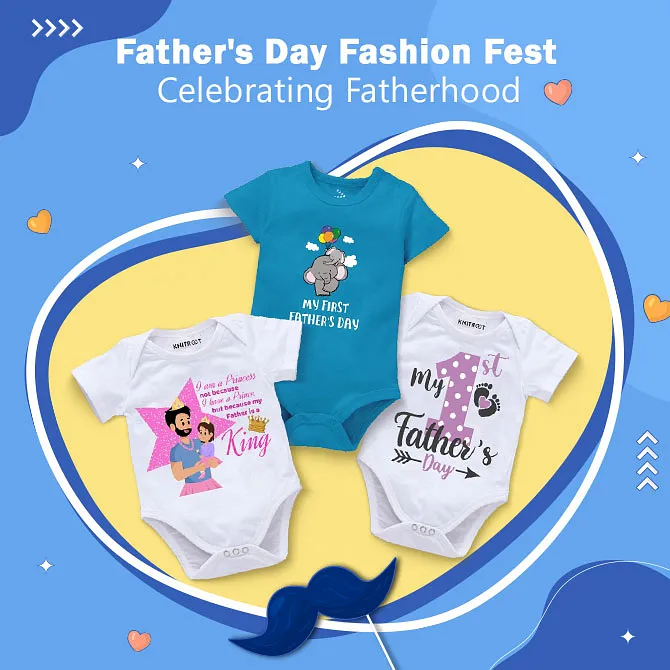 Father's Day Fashion Fest
Celebrating Fatherhood
MY FIRST
FATHER'S DAY
KNITROOT
I am a Princess
not because
I have a Prince,
but because my
Father is a
King
KNITROOT
My 1st
Father's
Day